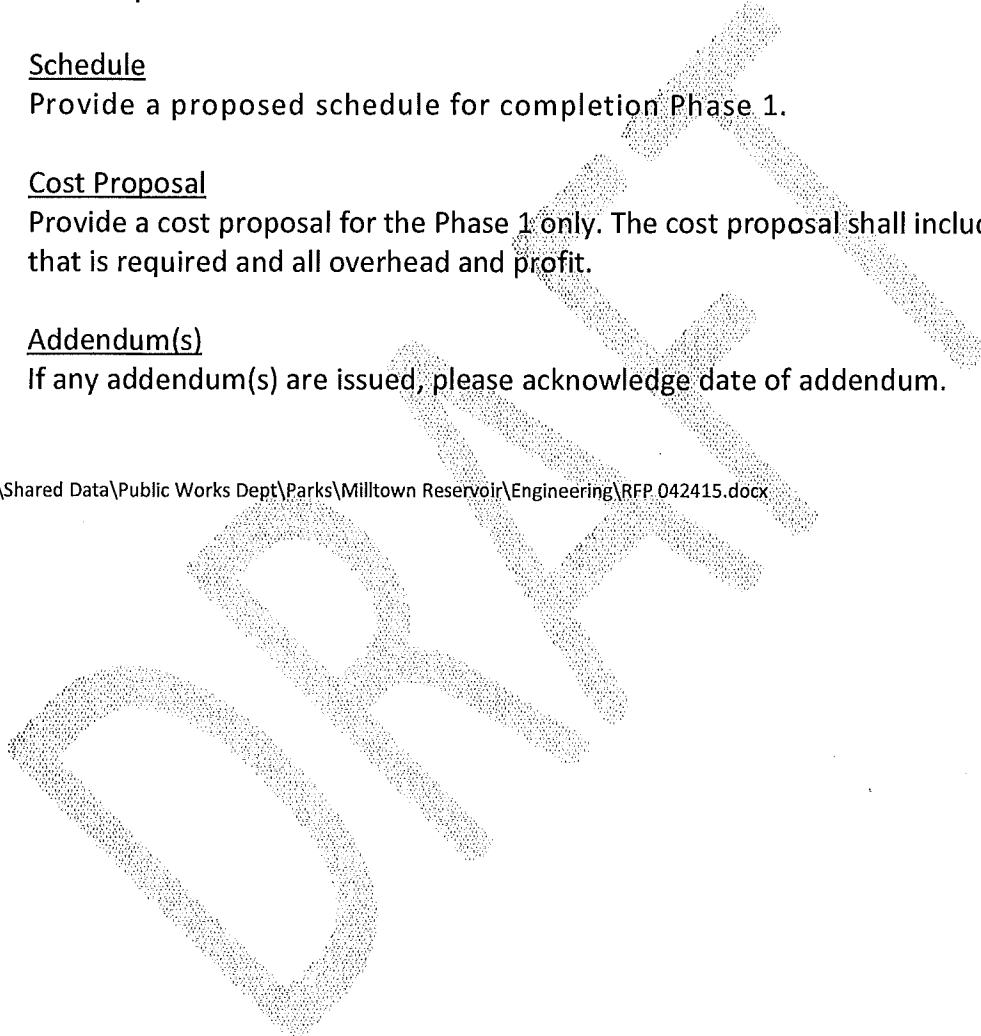 Schedule
Provide a proposed schedule for completion Phase 1.
Cost Proposal
Provide a cost proposal for the Phase 1 only. The cost proposal shall
that is required and all overhead and profit.
Addendum(s)
If any addendum(s) are issued, please acknowledge date of addendum.
\Shared Data\Public Works Dept\Parks\Milltown Reservoir\Engineering\RFP 042415.docx
DRAFT